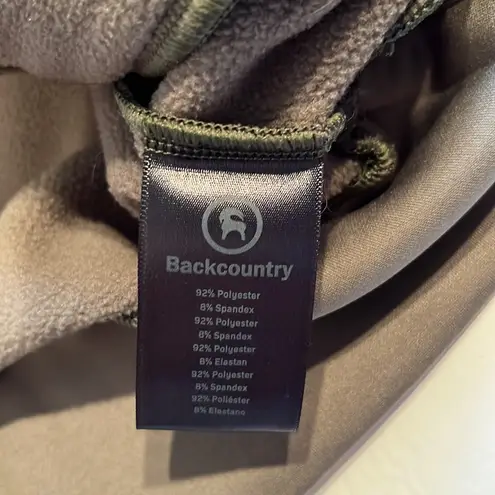 Backcountry
92% Polyester
8% Spandex
92% Polyester
8% Spandex
92% Polyester
8% Elastan
92% Polyester
8% Spandex
92% Poliéster
8% Elastano